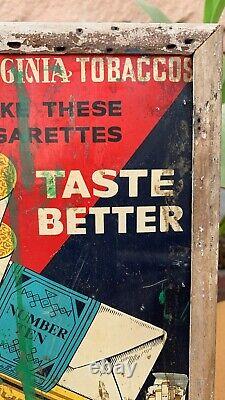 GINIA TOBACCOS
KE THESE
GARETTES
TASTE
BETTER
NUMBER
TEN